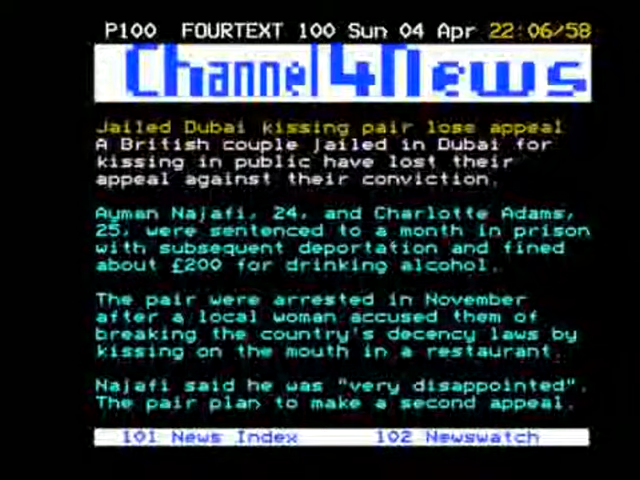 P100 FOURTEXT 100 Sun 04 Apr 22:06/58
Channel4News
Jailed Dubai kissing pair lose appeal
A British couple jailed in Dubai for
kissing in public have lost their
appeal against their conviction.
Ayman Najafi, 24, and Charlotte Adams,
25, were sentenced to a month in prison
with subsequent deportation and fined
about £200 for drinking alcohol.
The pair were arrested in November
after a local woman accused them of
breaking the country's decency laws by
kissing on the mouth in a restaurant.
Najafi said he was "very disappointed".
The pair plan to make a second appeal.
101 News Index 102 Newswatch